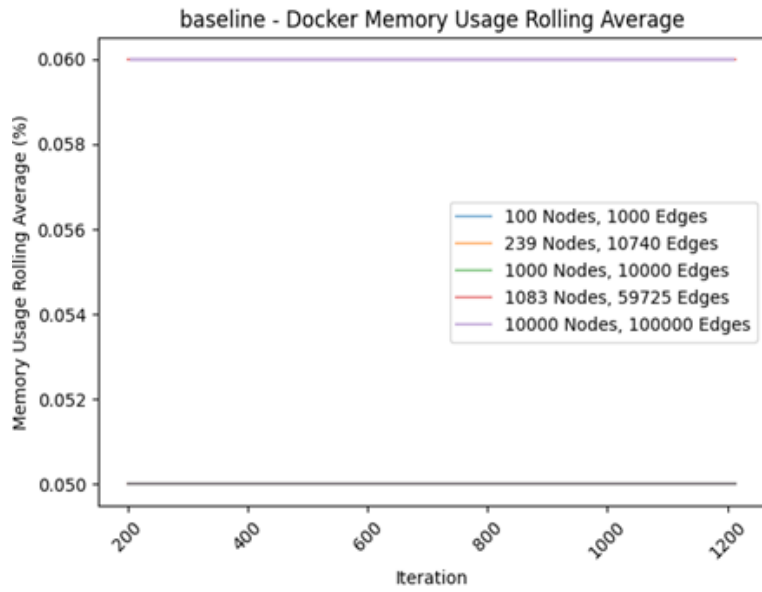 baseline - Docker Memory Usage Rolling Average
Memory Usage Rolling Average (%)
0.060
0.058
0.056
0.054
0.052
0.050
100 Nodes, 1000 Edges
239 Nodes, 10740 Edges
1000 Nodes, 10000 Edges
1083 Nodes, 59725 Edges
10000 Nodes, 100000 Edges
200
400
600
800
1000
1200
Iteration